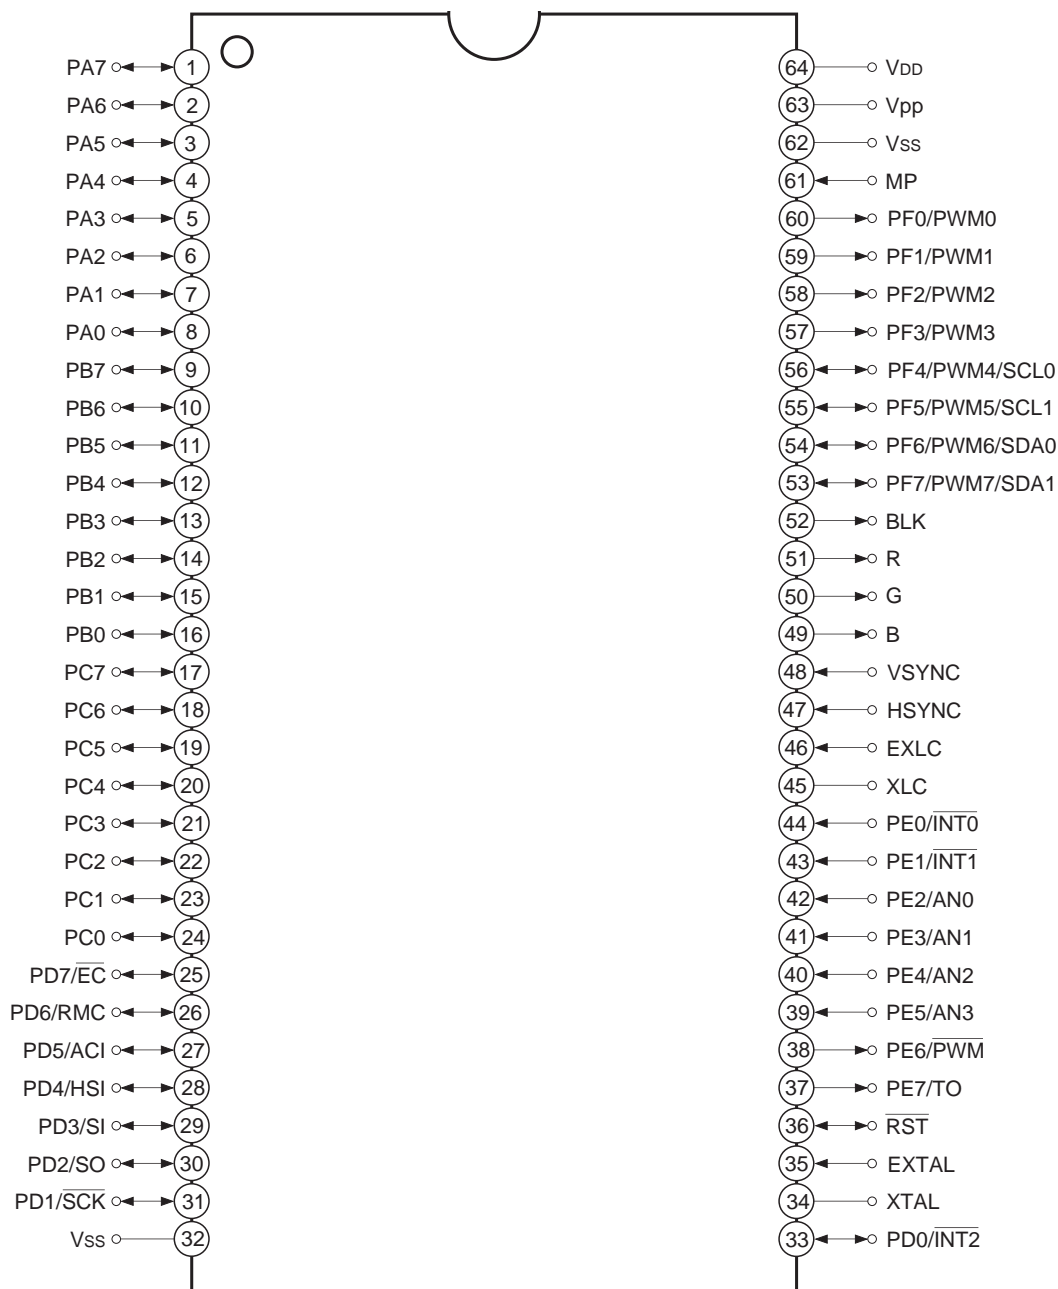 PA7 1 64 VDD
PA6 2 63 Vpp
PA5 3 62 Vss
PA4 4 61 MP
PA3 5 60 PF0/PWM0
PA2 6 59 PF1/PWM1
PA1 7 58 PF2/PWM2
PA0 8 57 PF3/PWM3
PB7 9 56 PF4/PWM4/SCL0
PB6 10 55 PF5/PWM5/SCL1
PB5 11 54 PF6/PWM6/SDA0
PB4 12 53 PF7/PWM7/SDA1
PB3 13 52 BLK
PB2 14 51 R
PB1 15 50 G
PB0 16 49 B
PC7 17 48 VSYNC
PC6 18 47 HSYNC
PC5 19 46 EXLC
PC4 20 45 XLC
PC3 21 44 PE0/I̅N̅T̅0̅
PC2 22 43 PE1/I̅N̅T̅1̅
PC1 23 42 PE2/AN0
PC0 24 41 PE3/AN1
PD7/E̅C̅ 25 40 PE4/AN2
PD6/RMC 26 39 PE5/AN3
PD5/ACI 27 38 PE6/P̅W̅M̅
PD4/HSI 28 37 PE7/TO
PD3/SI 29 36 R̅S̅T̅
PD2/SO 30 35 EXTAL
PD1/S̅C̅K̅ 31 34 XTAL
Vss 32 33 PD0/I̅N̅T̅2̅